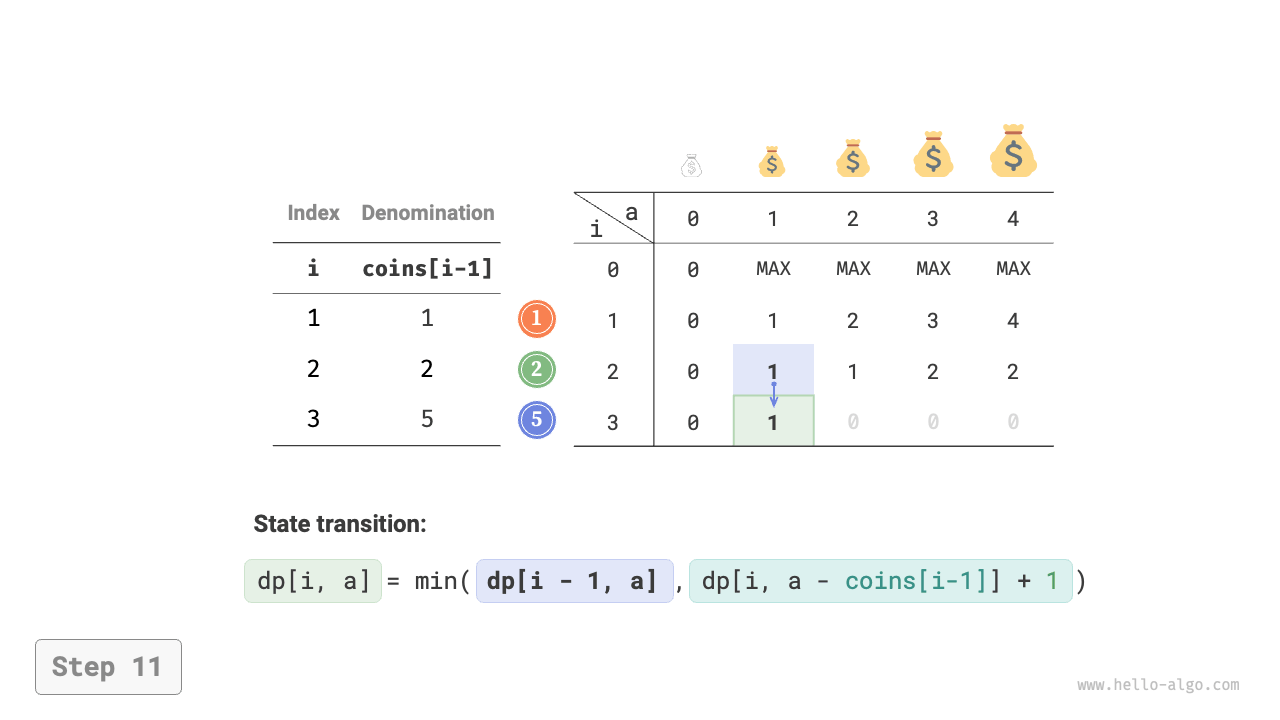 Index Denomination
i coins[i-1]
1 1
2 2
3 5
1
2
5
$ $ $ $ $
i a 0 1 2 3 4
0 0 MAX MAX MAX MAX
1 0 1 2 3 4
2 0 1 1 2 2
3 0 1 0 0 0
State transition:
dp[i, a] = min( dp[i - 1, a] , dp[i, a - coins[i-1]] + 1 )
Step 11
www.hello-algo.com